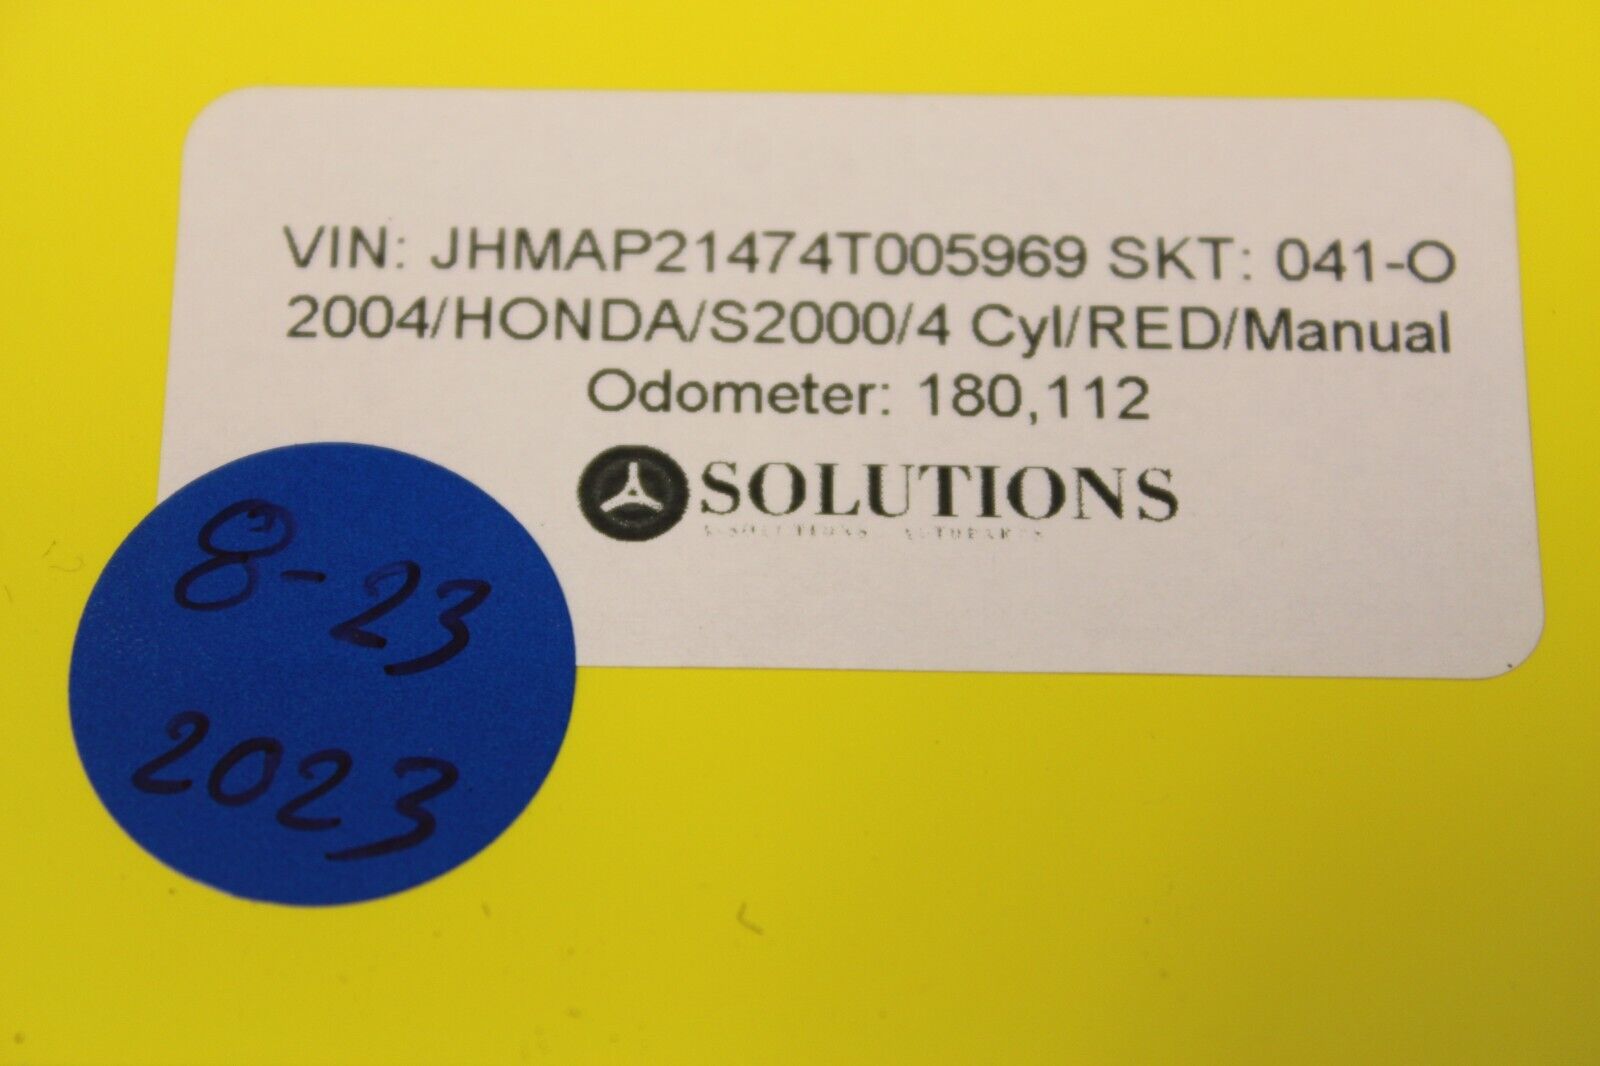 VIN: JHMAP21474T005969 SKT: 041-O
2004/HONDA/S2000/4 Cyl/RED/Manual
Odometer: 180,112
SOLUTIONS
8-23
2023